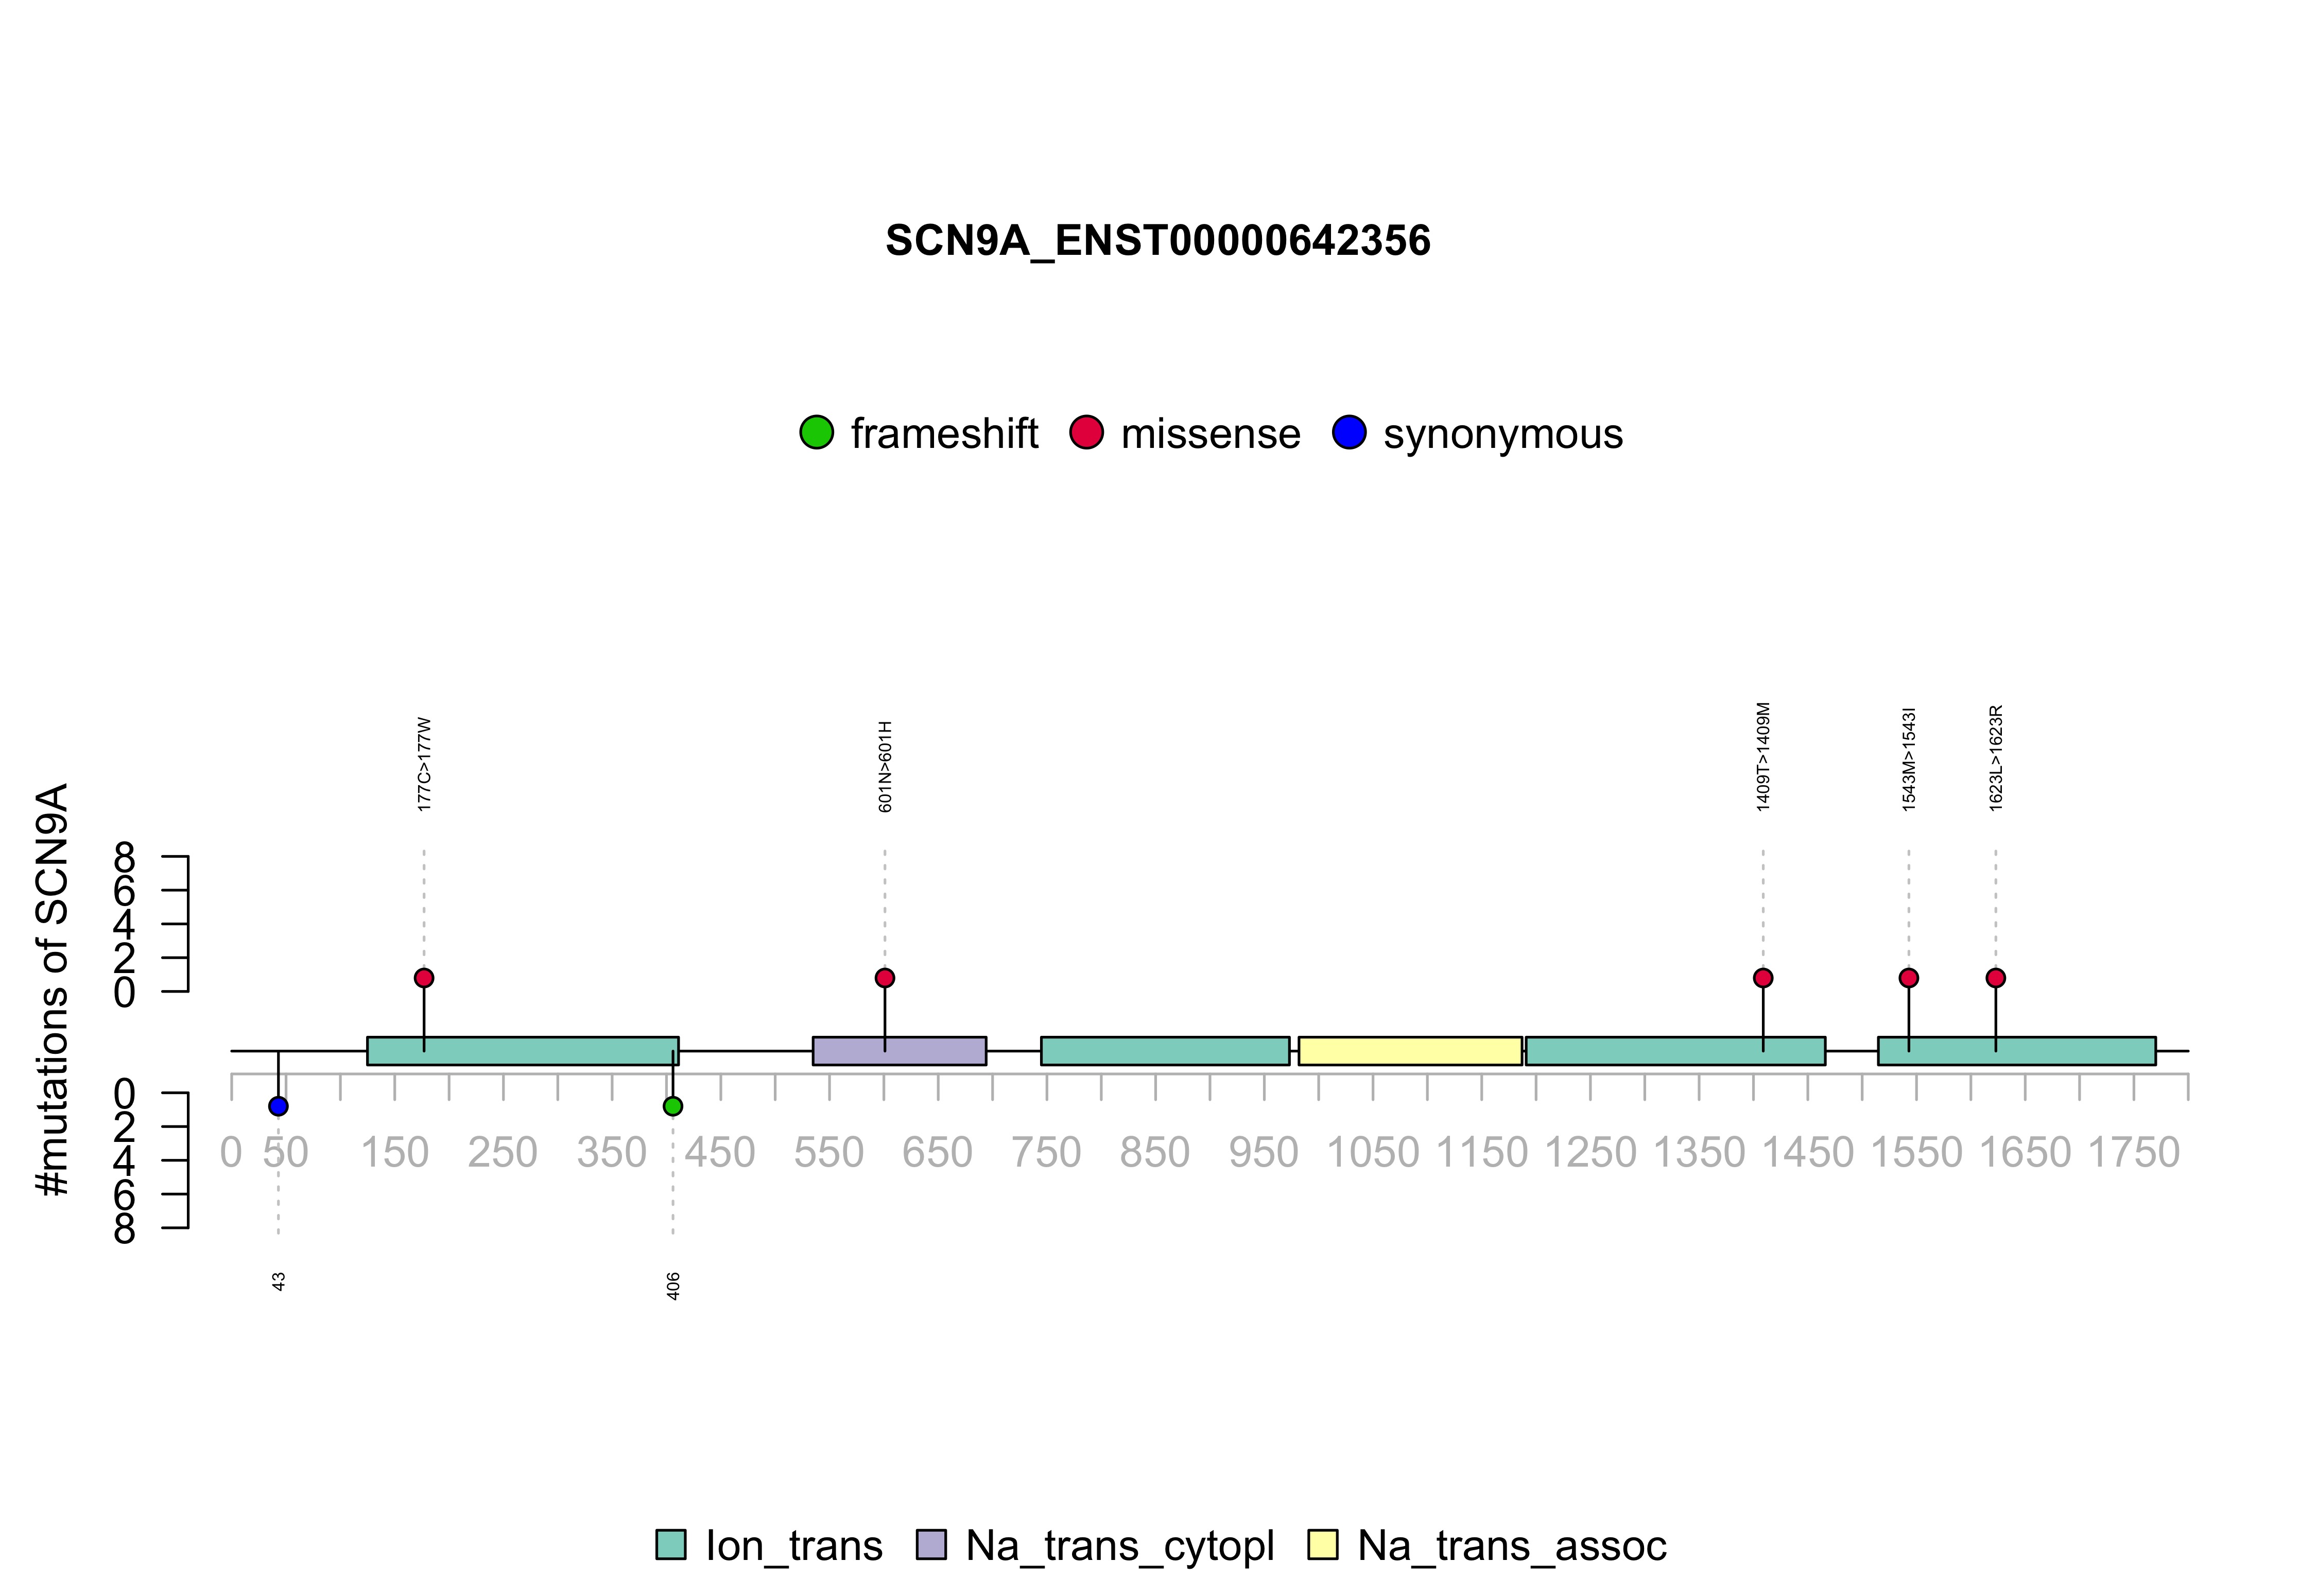 SCN9A_ENST00000642356
frameshift missense synonymous
177C>177W
601N>601H
1409T>1409M
1543M>1543I
1623L>1623R
#mutations of SCN9A
8
6
4
2
0
0
2
4
6
8
0 50 150 250 350 450 550 650 750 850 950 1050 1150 1250 1350 1450 1550 1650 1750
43
406
Ion_trans Na_trans_cytopl Na_trans_assoc